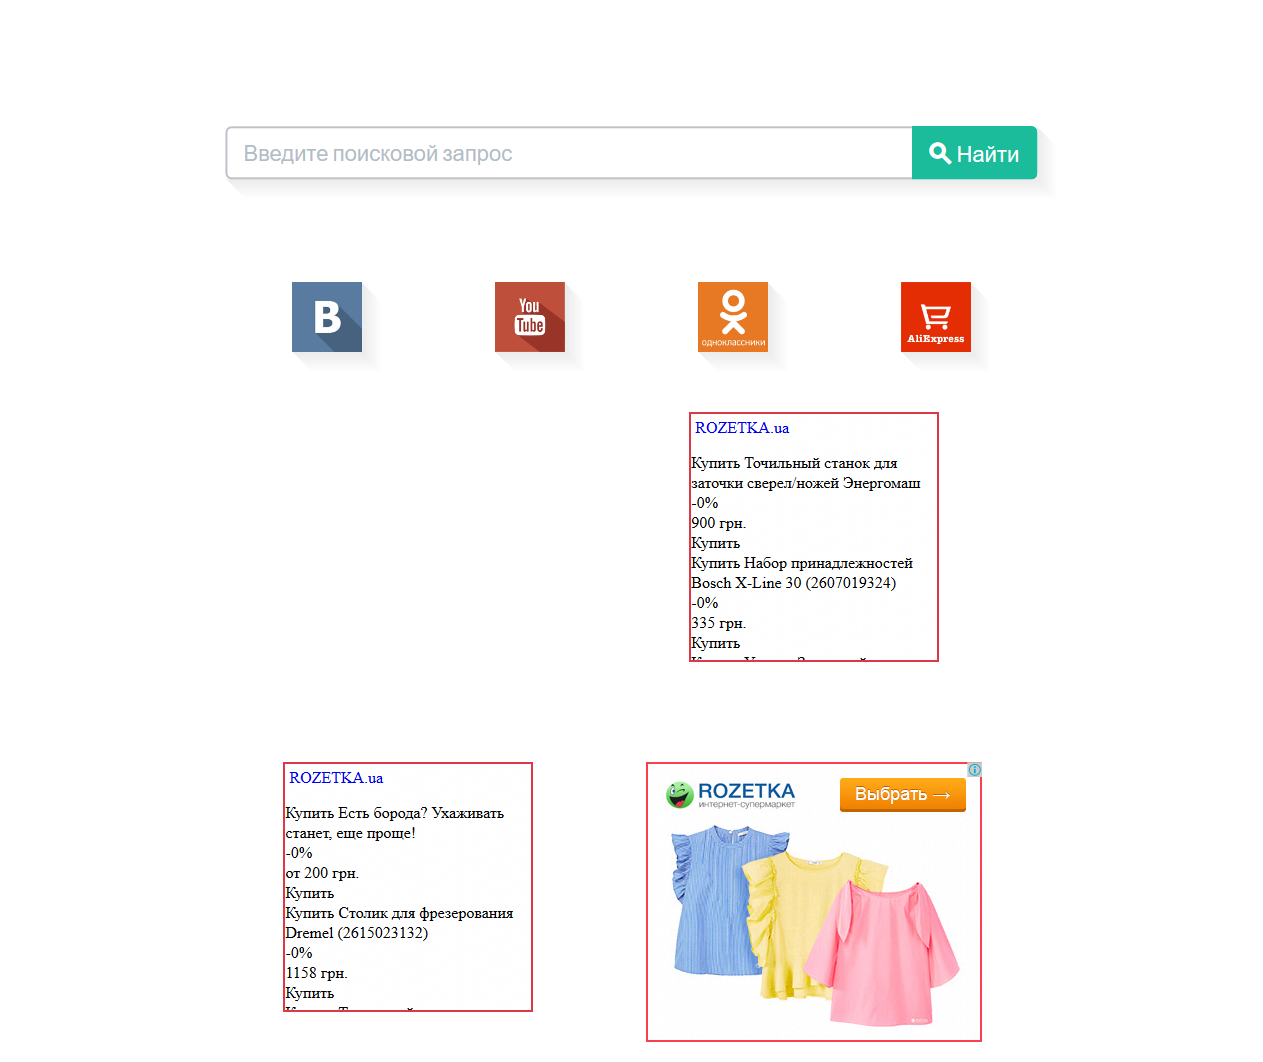 Введите поисковой запрос
Найти
B
You
Tube
одноклассники
AliExpress
ROZETKA.ua
Купить Точильный станок для
заточки сверел/ножей Энергомаш
-0%
900 грн.
Купить
Купить Набор принадлежностей
Bosch X-Line 30 (2607019324)
-0%
335 грн.
Купить
ROZETKA.ua
Купить Есть борода? Ухаживать
станет, еще проще!
-0%
от 200 грн.
Купить
Купить Столик для фрезерования
Dremel (2615023132)
-0%
1158 грн.
Купить
ROZETKA
интернет-супермаркет
Выбрать →